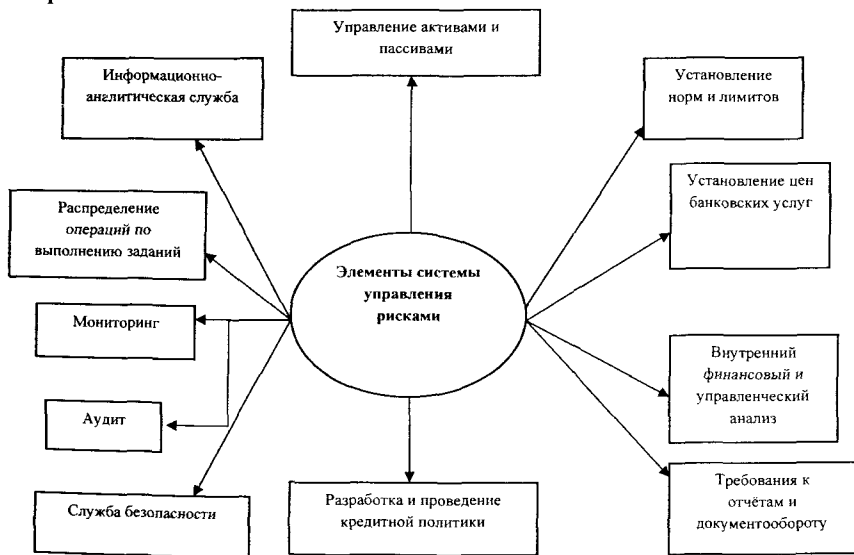 Управление активами и
пассивами
Информационно-
англитическая служба
Установление
норм и лимитов
Распределение
операций по
выполнению заданий
Установление цен
банковских услуг
Элементы системы
управления
рисками
Мониторинг
Внутренний
финансовый и
управленческий
анализ
Аудит
Служба безопасности
Разработка и проведение
кредитной политики
Требования к
отчётам и
документообороту